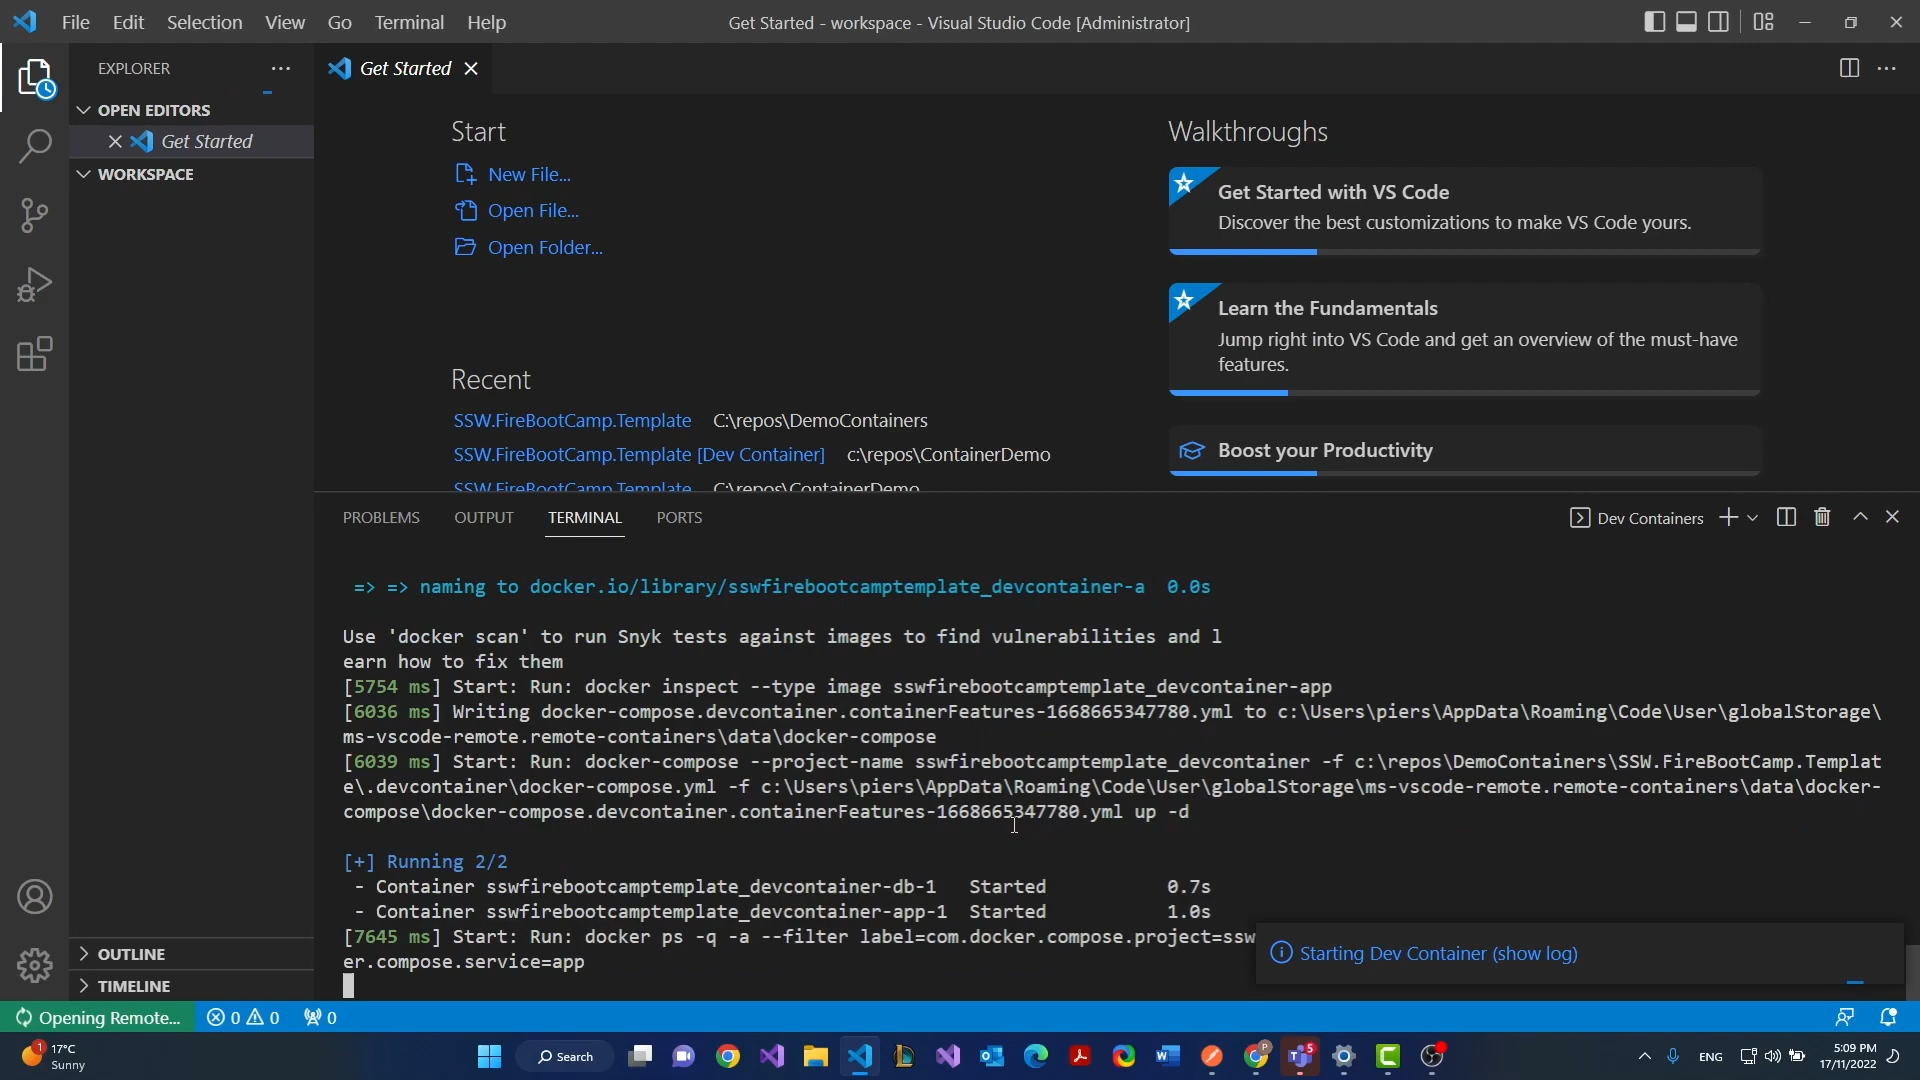 File Edit Selection View Go Terminal Help
Get Started - workspace - Visual Studio Code [Administrator]
EXPLORER
OPEN EDITORS
Get Started
WORKSPACE
OUTLINE
TIMELINE
Get Started
Start
New File...
Open File...
Open Folder...
Recent
SSW.FireBootCamp.Template C:\repos\DemoContainers
SSW.FireBootCamp.Template [Dev Container] c:\repos\ContainerDemo
SSW.FireBootCamp.Template C:\repos\ContainerDemo
Walkthroughs
Get Started with VS Code
Discover the best customizations to make VS Code yours.
Learn the Fundamentals
Jump right into VS Code and get an overview of the must-have
features.
Boost your Productivity
PROBLEMS OUTPUT TERMINAL PORTS
Dev Containers
=> => naming to docker.io/library/sswfirebootcamptemplate_devcontainer-a 0.0s
Use 'docker scan' to run Snyk tests against images to find vulnerabilities and l
earn how to fix them
[5754 ms] Start: Run: docker inspect --type image sswfirebootcamptemplate_devcontainer-app
[6036 ms] Writing docker-compose.devcontainer.containerFeatures-1668665347780.yml to c:\Users\piers\AppData\Roaming\Code\User\globalStorage\
ms-vscode-remote.remote-containers\data\docker-compose
[6039 ms] Start: Run: docker-compose --project-name sswfirebootcamptemplate_devcontainer -f c:\repos\DemoContainers\SSW.FireBootCamp.Templat
e\.devcontainer\docker-compose.yml -f c:\Users\piers\AppData\Roaming\Code\User\globalStorage\ms-vscode-remote.remote-containers\data\docker-
compose\docker-compose.devcontainer.containerFeatures-1668665347780.yml up -d
[+] Running 2/2
- Container sswfirebootcamptemplate_devcontainer-db-1 Started 0.7s
- Container sswfirebootcamptemplate_devcontainer-app-1 Started 1.0s
[7645 ms] Start: Run: docker ps -q -a --filter label=com.docker.compose.project=ssw
er.compose.service=app
Starting Dev Container (show log)
Opening Remote... 0 0 0
1
17°C
Sunny
Search
P
5
ENG
5:09 PM
17/11/2022